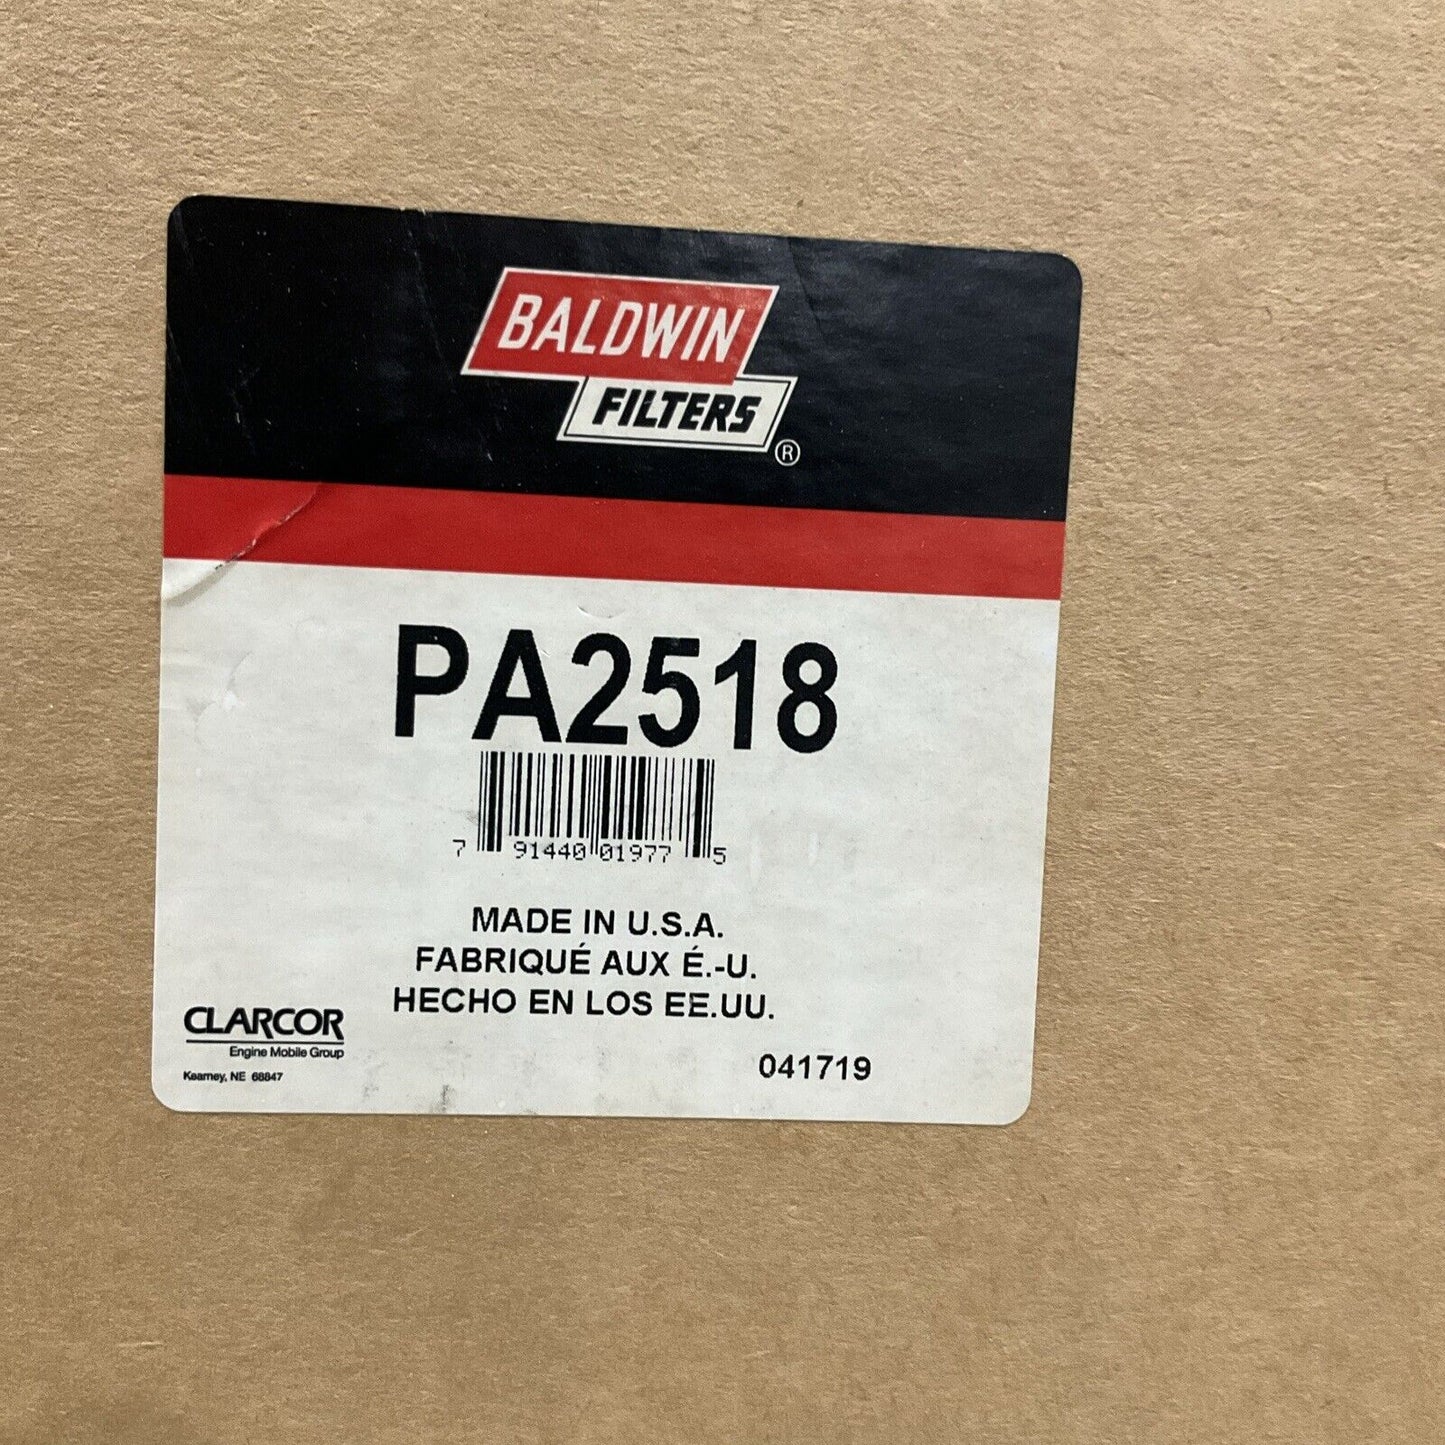 BALDWIN
FILTERS
®
PA2518
7 91440 01977 5
MADE IN U.S.A.
FABRIQUÉ AUX É.-U.
HECHO EN LOS EE.UU.
CLARCOR
Engine Mobile Group
Kearney, NE 68847
041719